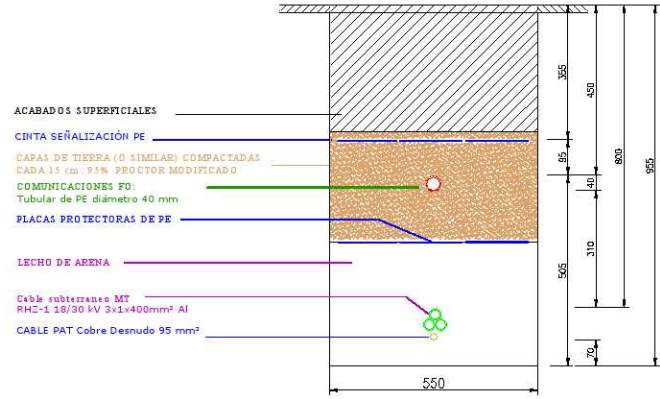 ACABADOS SUPERFICIALES
CINTA SEÑALIZACIÓN PE
CAPAS DE TIERRA (O SIMILAR) COMPACTADAS
CADA 15 cm. 95% PROCTOR MODIFICADO
COMUNICACIONES FO:
Tubular de PE diámetro 40 mm
PLACAS PROTECTORAS DE PE
LECHO DE ARENA
Cable subterraneo MT
RHZ-1 18/30 kV 3x1x400mm² Al
CABLE PAT Cobre Desnudo 95 mm²
550
355
95
505
450
40
310
70
600
955